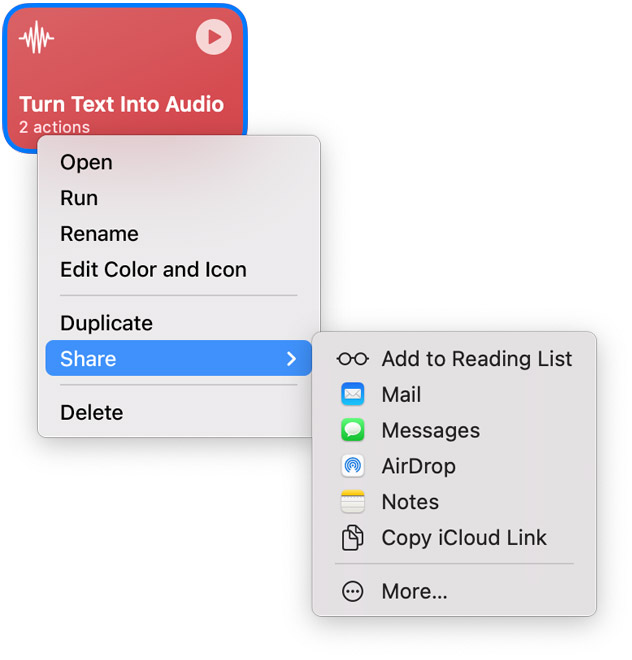 Turn Text Into Audio
2 actions
Open
Run
Rename
Edit Color and Icon
Duplicate
Share
Delete
Add to Reading List
Mail
Messages
AirDrop
Notes
Copy iCloud Link
More...